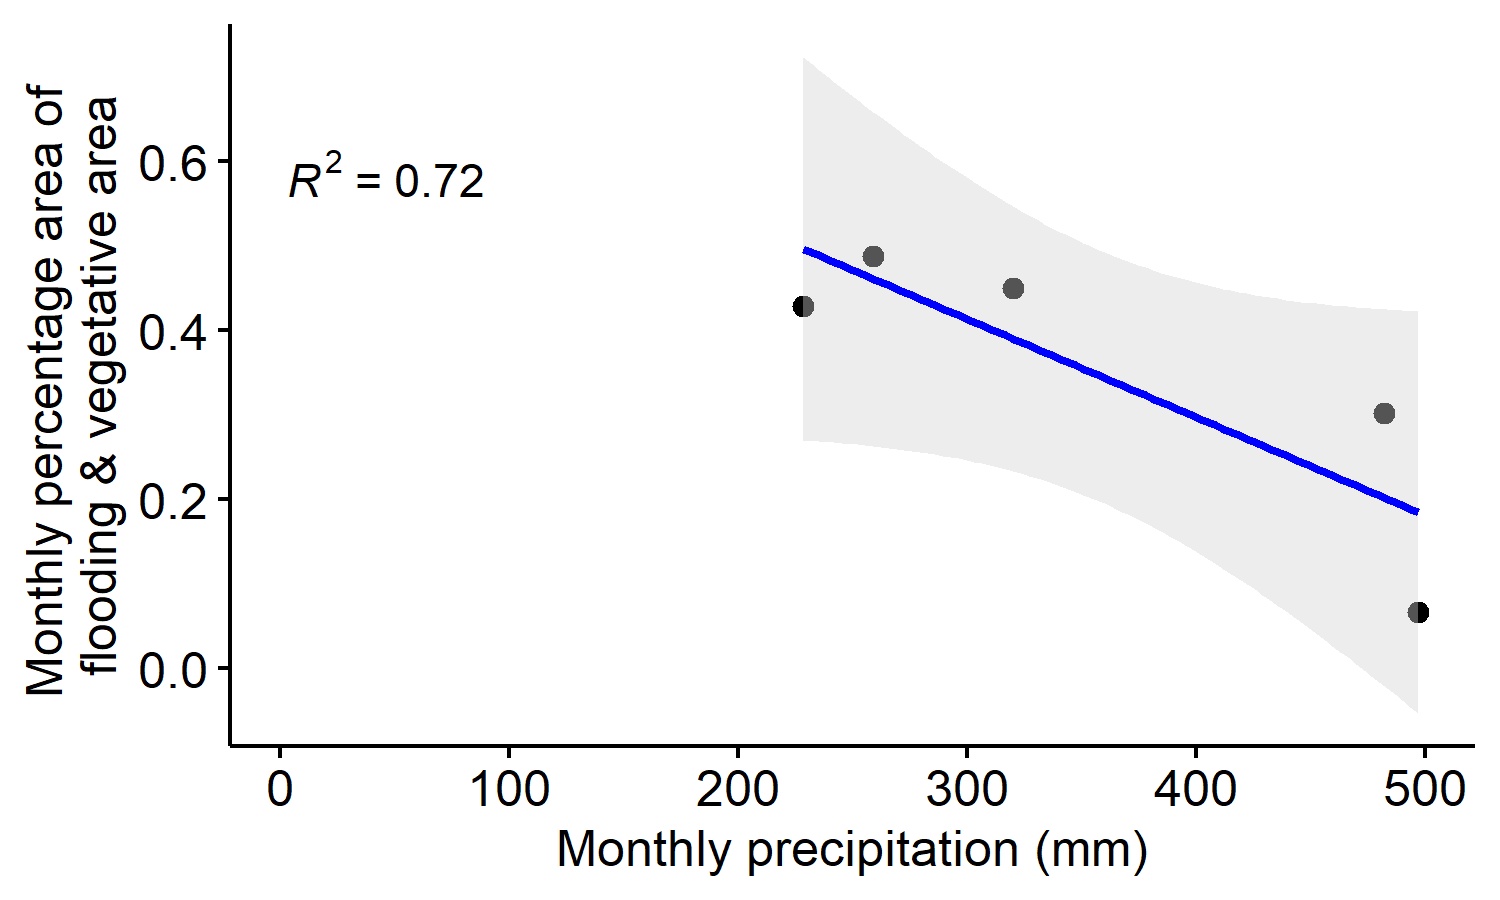 Monthly percentage area of
flooding & vegetative area
0.6
0.4
0.2
0.0
R² = 0.72
0 100 200 300 400 500
Monthly precipitation (mm)